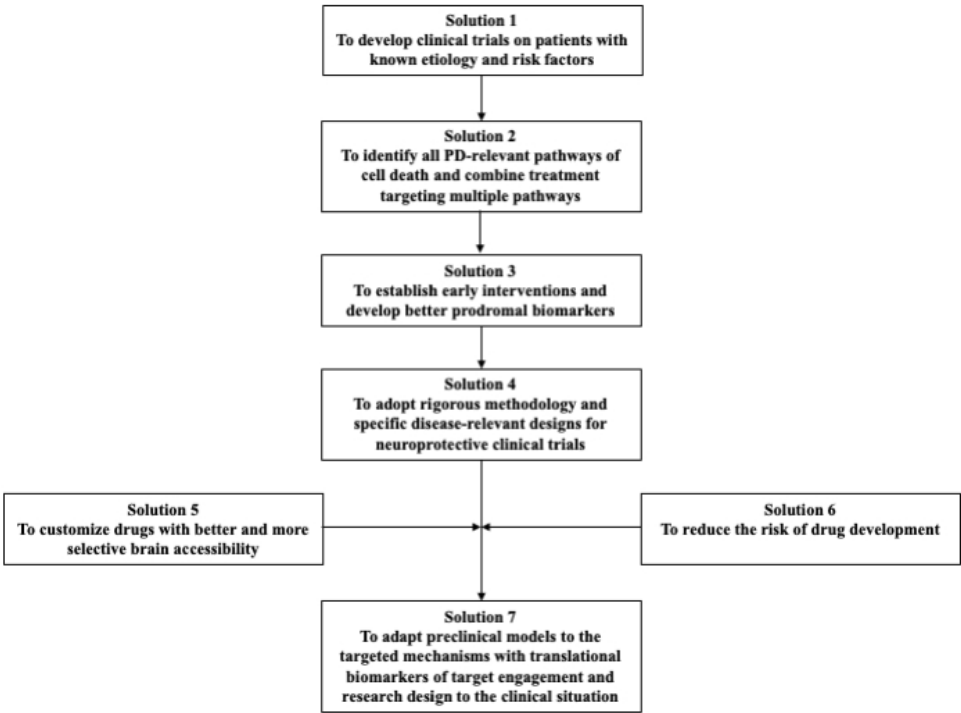 Solution 1
To develop clinical trials on patients with
known etiology and risk factors
Solution 2
To identify all PD-relevant pathways of
cell death and combine treatment
targeting multiple pathways
Solution 3
To establish early interventions and
develop better prodromal biomarkers
Solution 4
To adopt rigorous methodology and
specific disease-relevant designs for
neuroprotective clinical trials
Solution 5
To customize drugs with better and more
selective brain accessibility
Solution 6
To reduce the risk of drug development
Solution 7
To adapt preclinical models to the
targeted mechanisms with translational
biomarkers of target engagement and
research design to the clinical situation